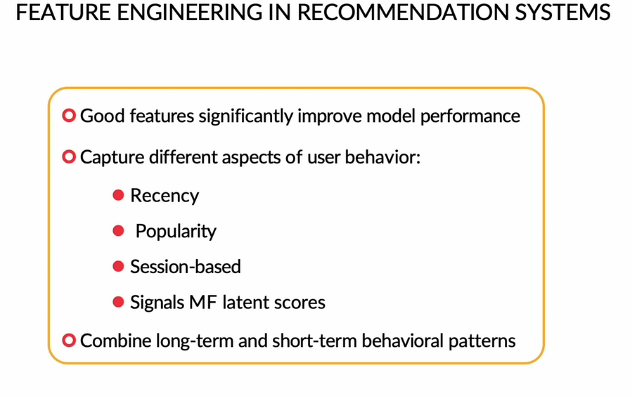 FEATURE ENGINEERING IN RECOMMENDATION SYSTEMS
Good features significantly improve model performance
Capture different aspects of user behavior:
Recency
Popularity
Session-based
Signals MF latent scores
Combine long-term and short-term behavioral patterns